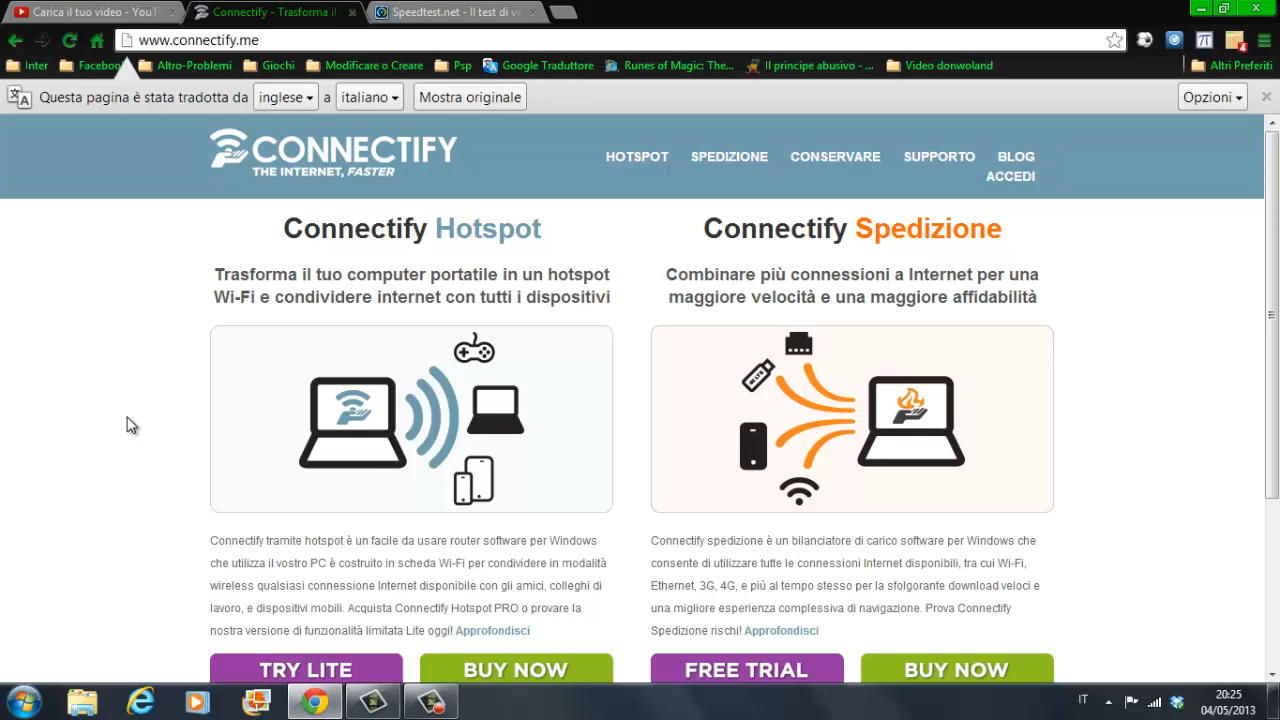 Carica il tuo video - YouT
Connectify - Trasforma il
Speedtest.net - Il test di ve
www.connectify.me
Inter
Facebook
Altro-Problemi
Giochi
Modificare o Creare
Psp
Google Traduttore
Runes of Magic: The...
Il principe abusivo - ...
Video donwoland
Altri Preferiti
Questa pagina è stata tradotta da inglese a italiano Mostra originale Opzioni
CONNECTIFY
THE INTERNET, FASTER
HOTSPOT SPEDIZIONE CONSERVARE SUPPORTO BLOG
ACCEDI
Connectify Hotspot
Trasforma il tuo computer portatile in un hotspot
Wi-Fi e condividere internet con tutti i dispositivi
Connectify tramite hotspot è un facile da usare router software per Windows
che utilizza il vostro PC è costruito in scheda Wi-Fi per condividere in modalità
wireless qualsiasi connessione Internet disponibile con gli amici, colleghi di
lavoro, e dispositivi mobili. Acquista Connectify Hotspot PRO o provare la
nostra versione di funzionalità limitata Lite oggi! Approfondisci
TRY LITE
BUY NOW
Connectify Spedizione
Combinare più connessioni a Internet per una
maggiore velocità e una maggiore affidabilità
4G LTE
Connectify spedizione è un bilanciatore di carico software per Windows che
consente di utilizzare tutte le connessioni Internet disponibili, tra cui Wi-Fi,
Ethernet, 3G, 4G, e più al tempo stesso per la sfolgorante download veloci e
una migliore esperienza complessiva di navigazione. Prova Connectify
Spedizione rischi! Approfondisci
FREE TRIAL
BUY NOW
IT
20:25
04/05/2013